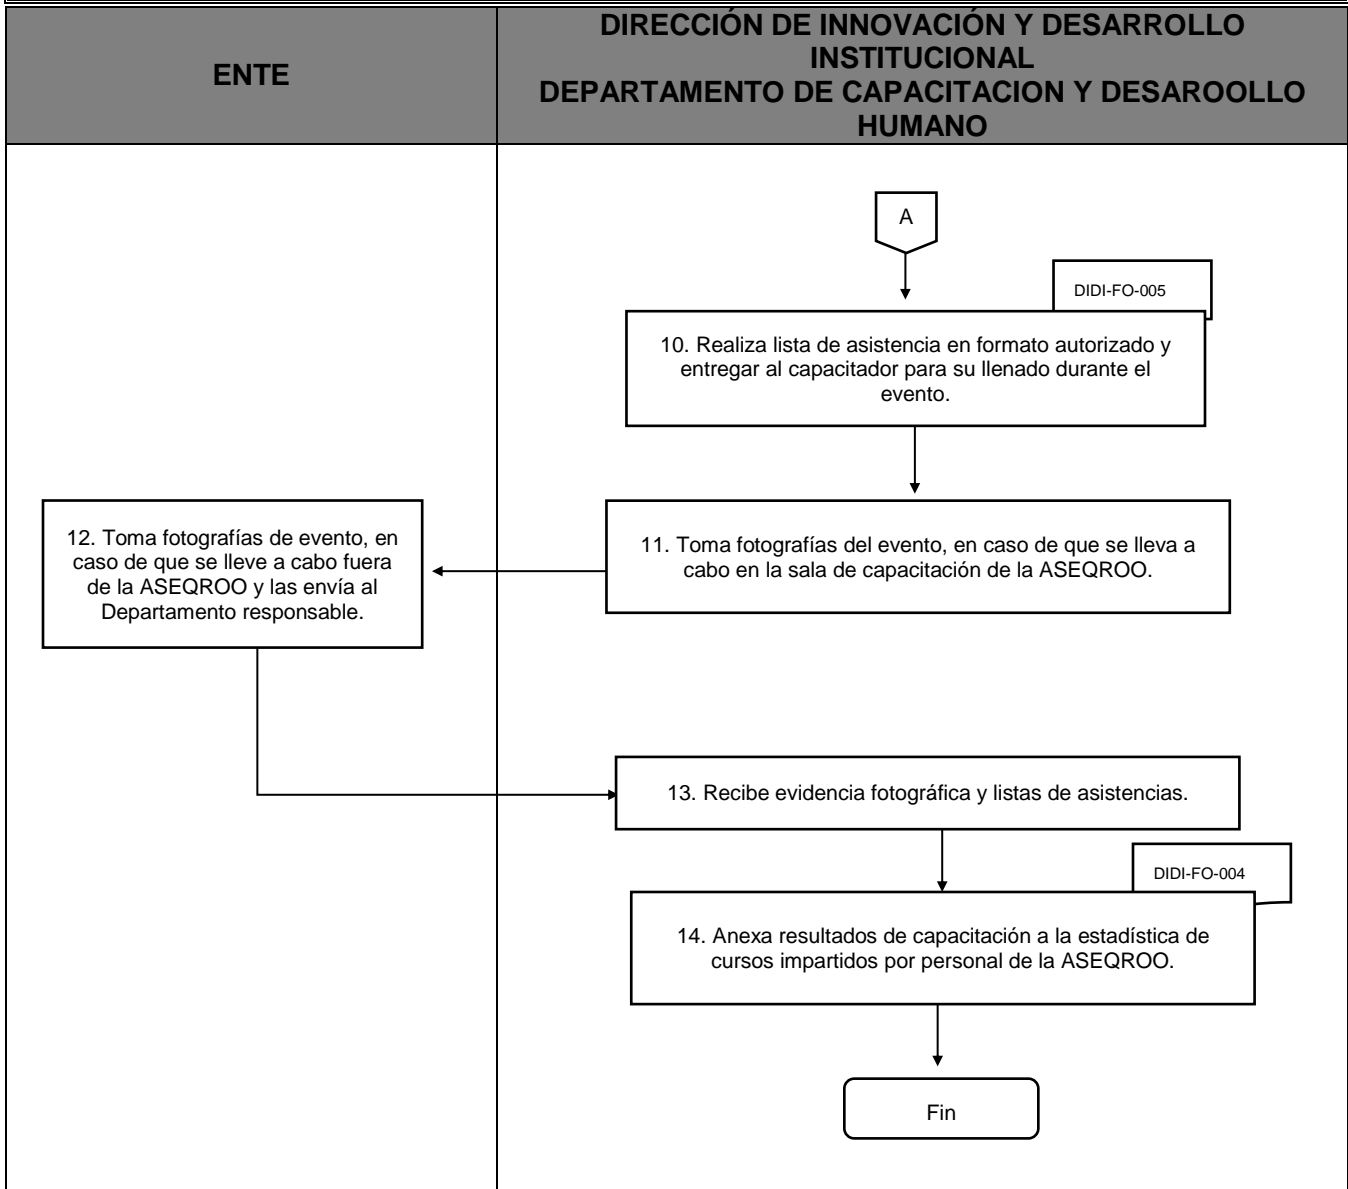 ENTE
DIRECCIÓN DE INNOVACIÓN Y DESARROLLO
INSTITUCIONAL
DEPARTAMENTO DE CAPACITACION Y DESAROOLLO
HUMANO
A
DIDI-FO-005
10. Realiza lista de asistencia en formato autorizado y
entregar al capacitador para su llenado durante el
evento.
11. Toma fotografías del evento, en caso de que se lleva a
cabo en la sala de capacitación de la ASEQROO.
12. Toma fotografías de evento, en
caso de que se lleve a cabo fuera
de la ASEQROO y las envía al
Departamento responsable.
13. Recibe evidencia fotográfica y listas de asistencias.
DIDI-FO-004
14. Anexa resultados de capacitación a la estadística de
cursos impartidos por personal de la ASEQROO.
Fin